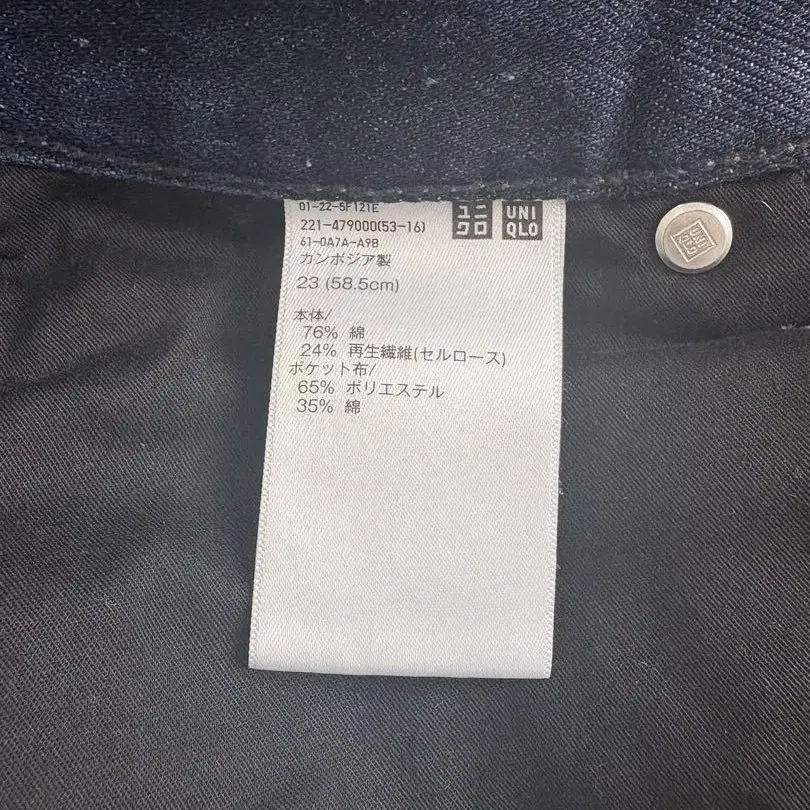 01-22-5F121E
221-479000(53-16)
61-0A7A-A9B
ユニ
クロ
UNI
QLO
カンボジア製
23 (58.5cm)
本体/
76% 綿
24% 再生繊維(セルロース)
ポケット布/
65% ポリエステル
35% 綿
UNI
QLO